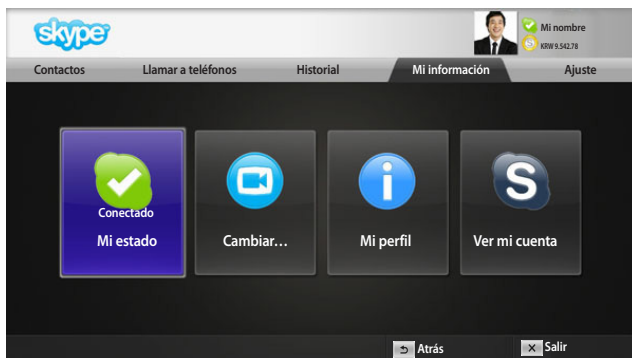 skype
Mi nombre
KRW 9.542.78
Contactos Llamar a teléfonos Historial Mi información Ajuste
Conectado
Mi estado Cambiar... Mi perfil Ver mi cuenta
Atrás Salir